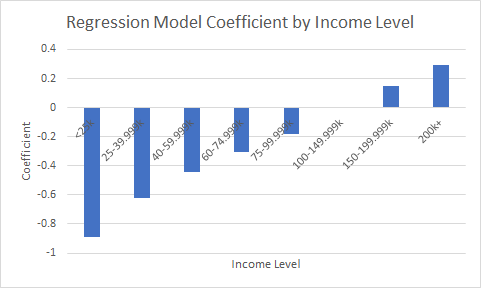 Regression Model Coefficient by Income Level
0.4
0.2
0
-0.2
-0.4
-0.6
-0.8
-1
Coefficient
<25k
25-39.999k
40-59.999k
60-74.999k
75-99.999k
100-149.999k
150-199.999k
200k+
Income Level